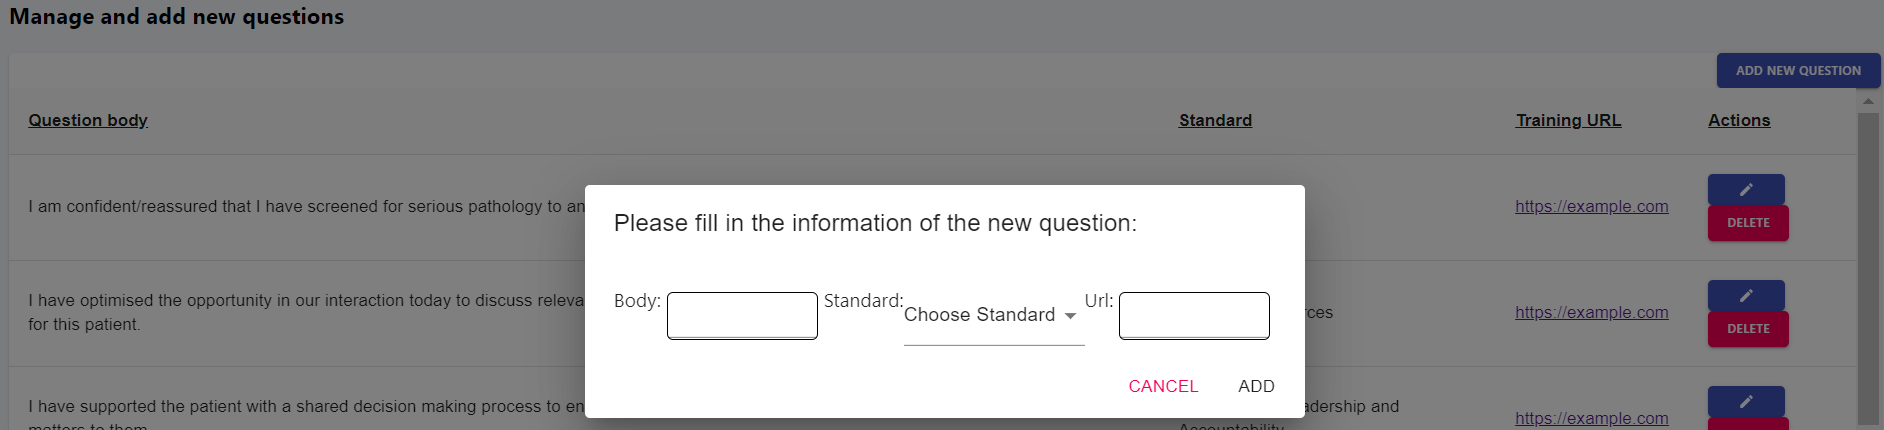 Manage and add new questions
ADD NEW QUESTION
Question body Standard Training URL Actions
I am confident/reassured that I have screened for serious pathology to an
https://example.com
DELETE
I have optimised the opportunity in our interaction today to discuss releva
for this patient.
rces
https://example.com
DELETE
I have supported the patient with a shared decision making process to en
matters to them
adership and
Accountability
https://example.com
Please fill in the information of the new question:
Body: Standard: Choose Standard Url:
CANCEL ADD